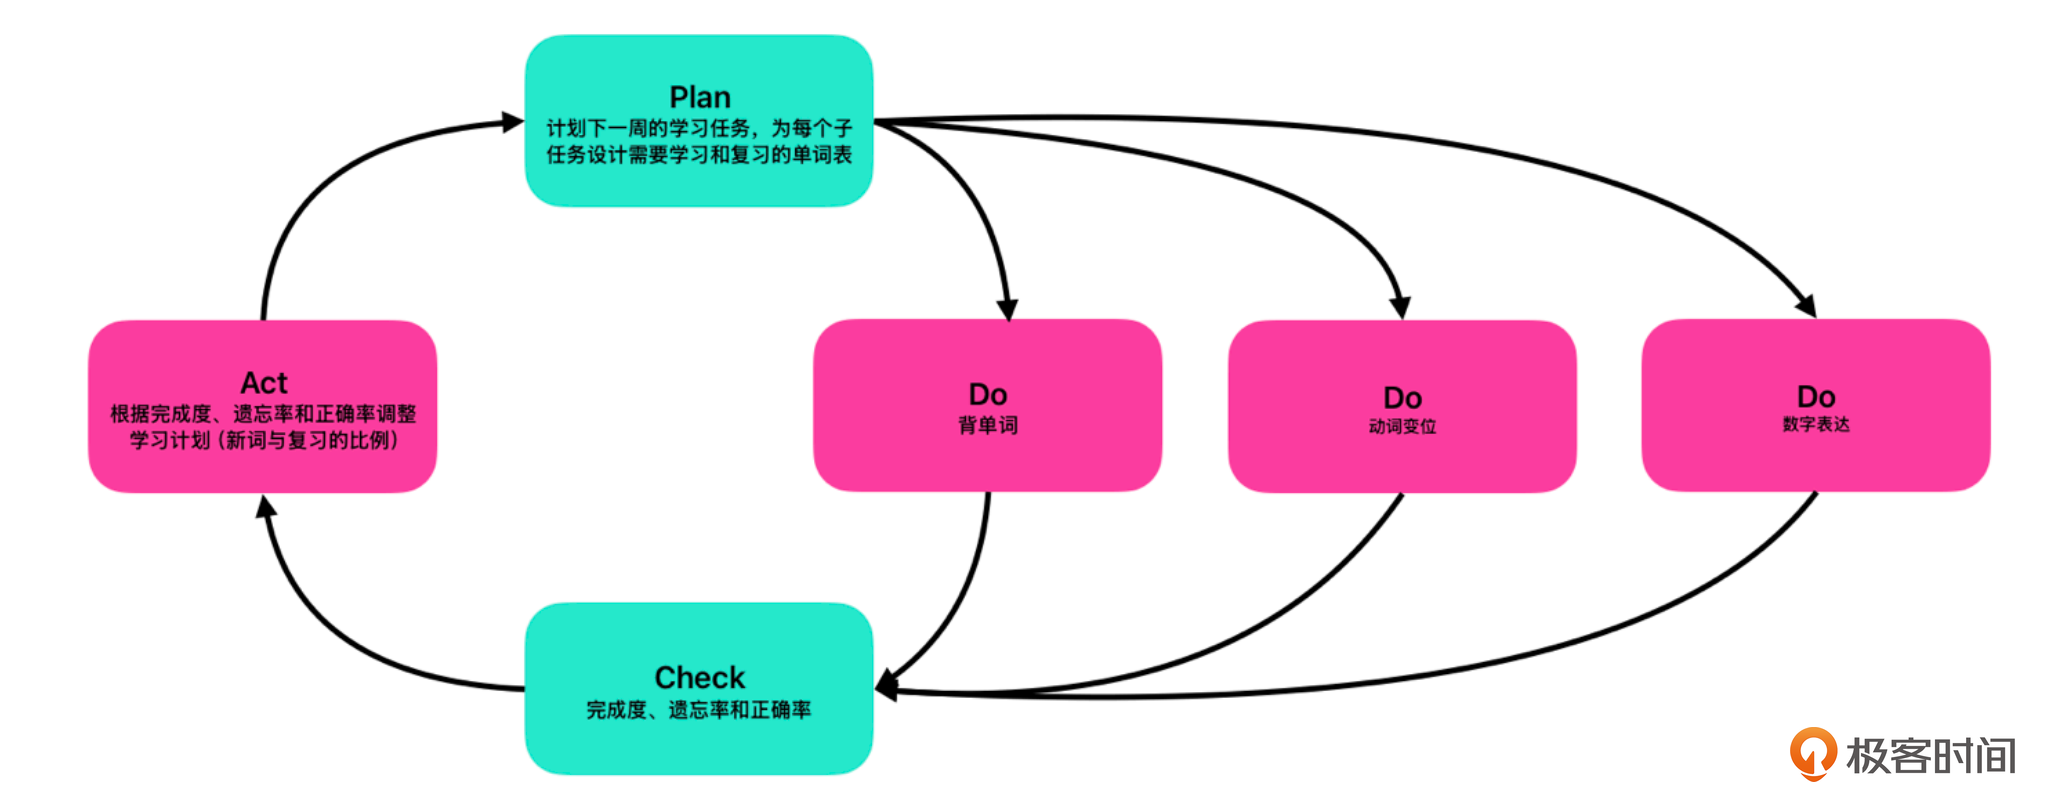 Plan
计划下一周的学习任务，为每个子
任务设计需要学习和复习的单词表
Act
根据完成度、遗忘率和正确率调整
学习计划（新词与复习的比例）
Do
背单词
Do
动词变位
Do
数字表达
Check
完成度、遗忘率和正确率
极客时间